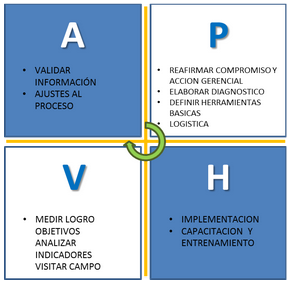 A
• VALIDAR
INFORMACIÓN
• AJUSTES AL
PROCESO
P
• REAFIRMAR COMPROMISO Y
ACCION GERENCIAL
• ELABORAR DIAGNOSTICO
• DEFINIR HERRAMIENTAS
BASICAS
• LOGISTICA
V
• MEDIR LOGRO
OBJETIVOS
ANALIZAR
INDICADORES
VISITAR CAMPO
H
• IMPLEMENTACION
• CAPACITACION Y
ENTRENAMIENTO